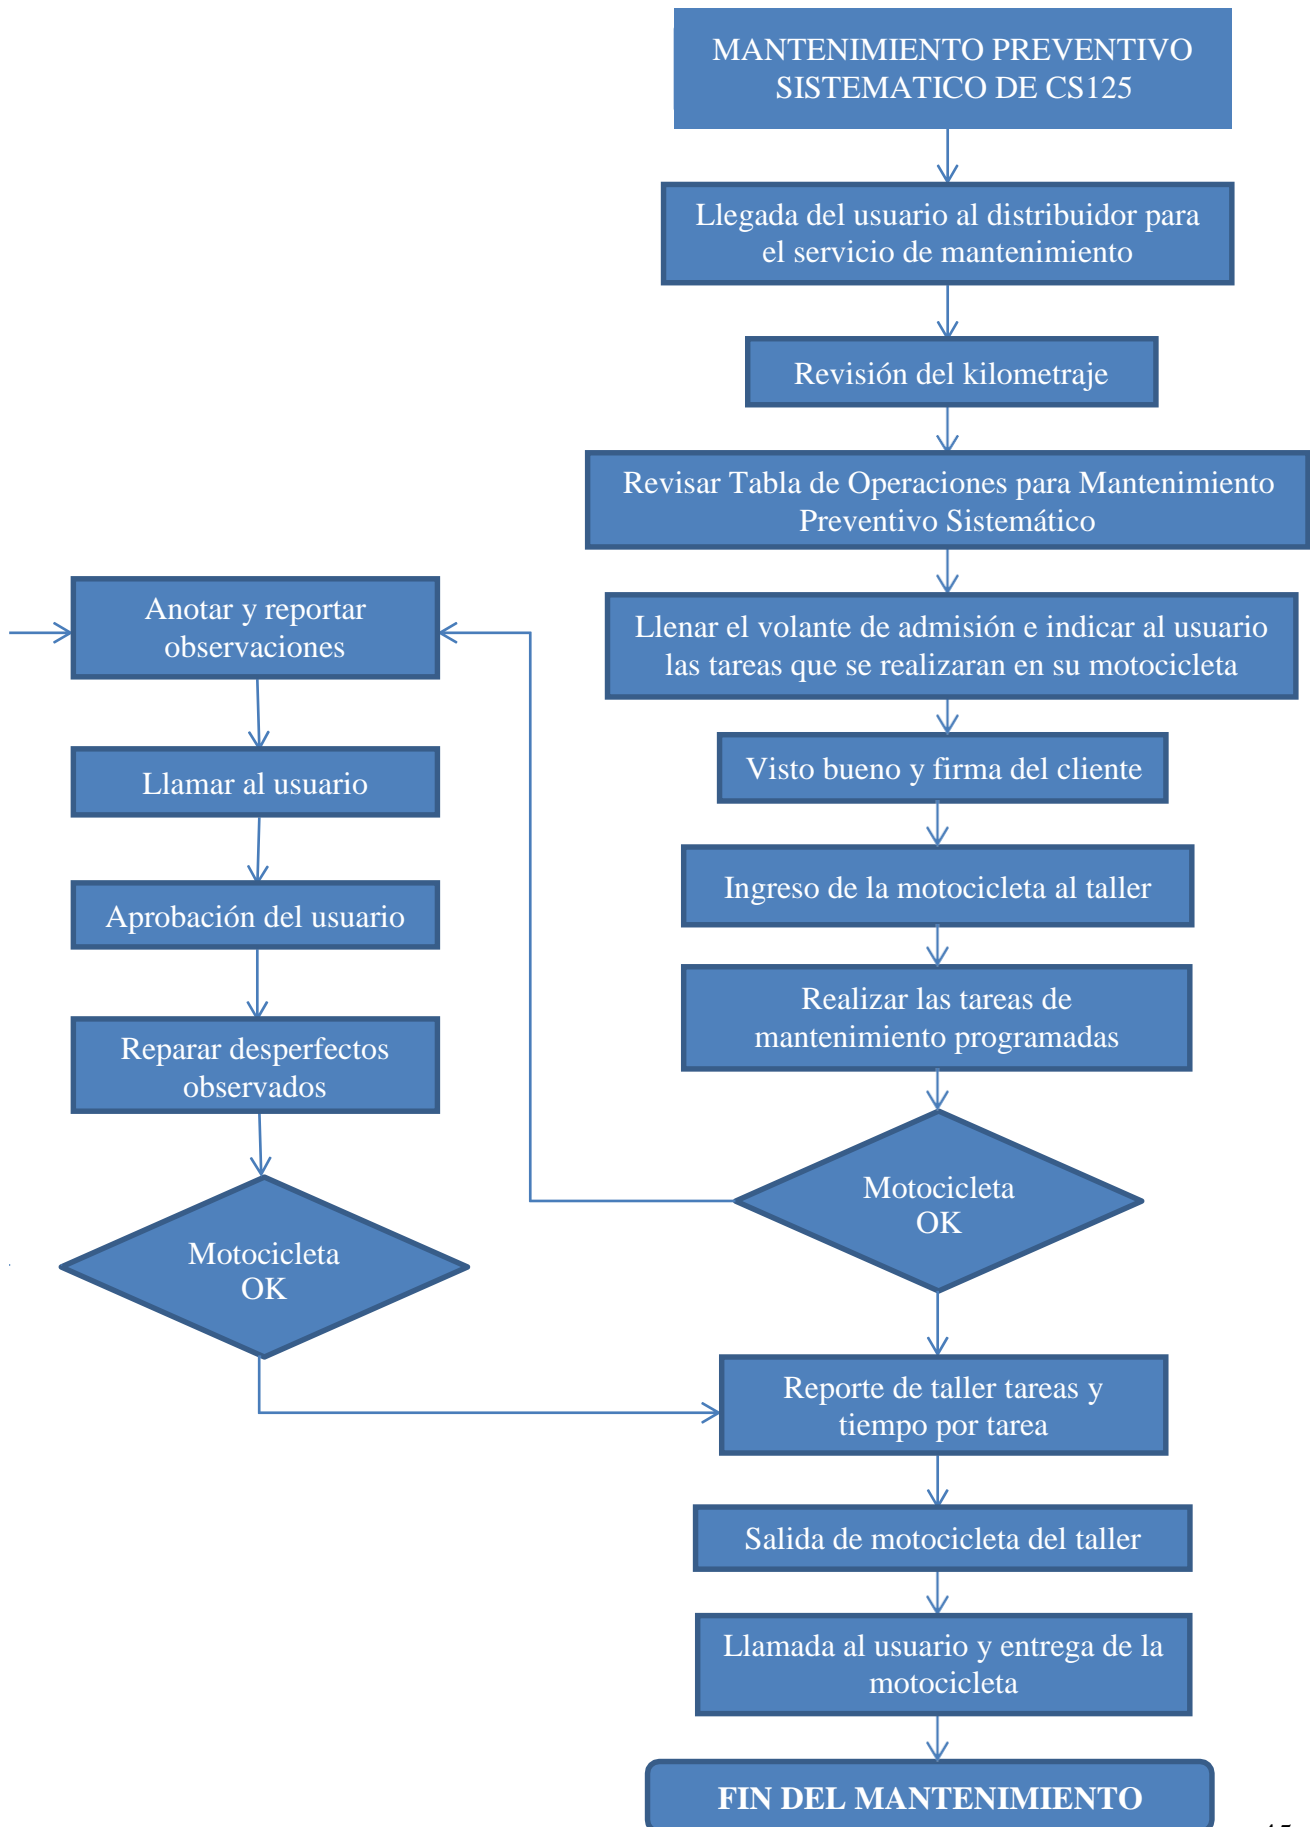 MANTENIMIENTO PREVENTIVO
SISTEMATICO DE CS125
Llegada del usuario al distribuidor para
el servicio de mantenimiento
Revisión del kilometraje
Revisar Tabla de Operaciones para Mantenimiento
Preventivo Sistemático
Llenar el volante de admisión e indicar al usuario
las tareas que se realizaran en su motocicleta
Visto bueno y firma del cliente
Ingreso de la motocicleta al taller
Realizar las tareas de
mantenimiento programadas
Motocicleta
OK
Anotar y reportar
observaciones
Llamar al usuario
Aprobación del usuario
Reparar desperfectos
observados
Motocicleta
OK
Reporte de taller tareas y
tiempo por tarea
Salida de motocicleta del taller
Llamada al usuario y entrega de la
motocicleta
FIN DEL MANTENIMIENTO